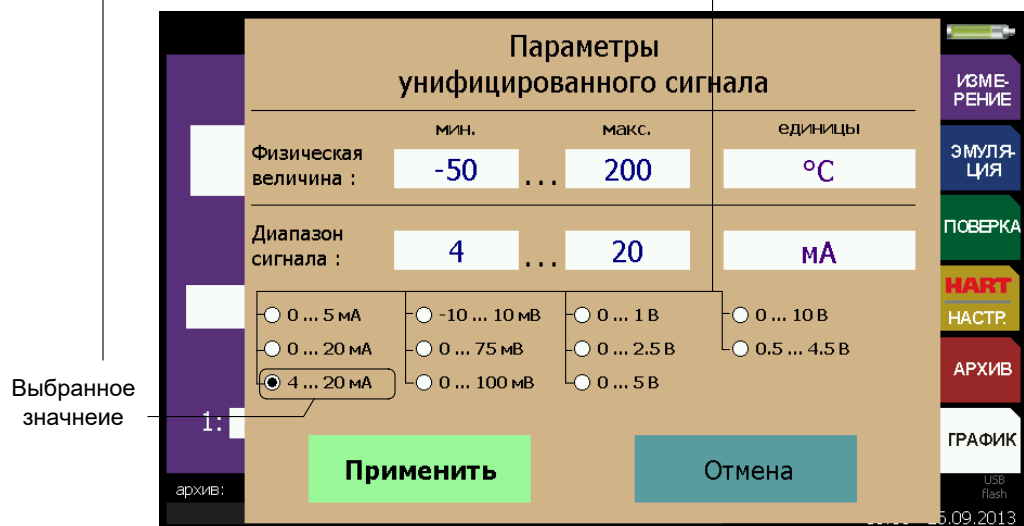 Параметры
унифицированного сигнала
мин. макс. единицы
Физическая
величина : -50 ... 200 °C
Диапазон
сигнала : 4 ... 20 мА
0 ... 5 мА -10 ... 10 мВ 0 ... 1 В 0 ... 10 В
0 ... 20 мА 0 ... 75 мВ 0 ... 2.5 В 0.5 ... 4.5 В
4 ... 20 мА 0 ... 100 мВ 0 ... 5 В
Применить Отмена
Выбранное
значнеие
1:
архив:
ИЗМЕ-
РЕНИЕ
ЭМУЛЯ-
ЦИЯ
ПОВЕРКА
HART
НАСТР.
АРХИВ
ГРАФИК
USB
flash
5.09.2013